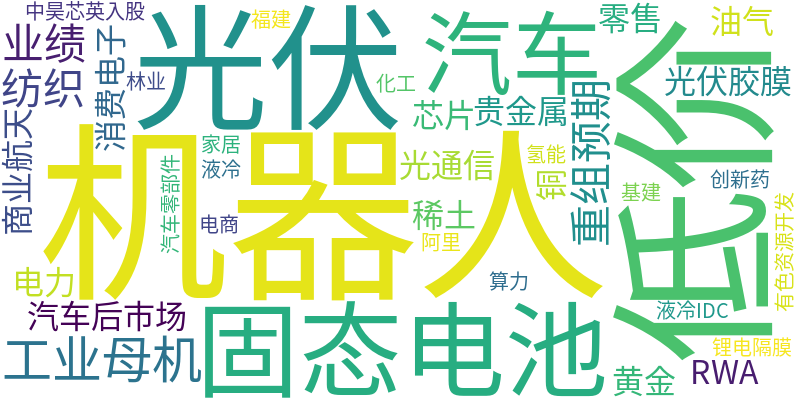 中昊芯英入股
福建
光伏
汽车
零售
油气
低价
业绩
消费电子
林业
化工
光伏胶膜
纺织
芯片
贵金属
重组预期
商业航天
机器人
家居
液冷
光通信
氢能
铜
创新药
基建
汽车零部件
电商
稀土
阿里
有色资源开发
电力
算力
汽车后市场
固态电池
液冷IDC
工业母机
锂电隔膜
黄金
RWA